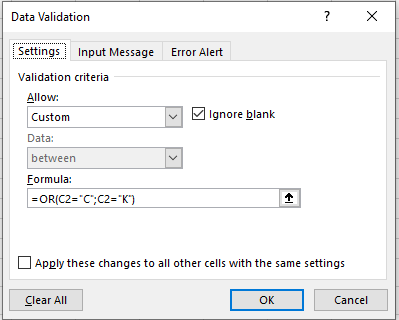 Data Validation
Settings Input Message Error Alert
Validation criteria
Allow:
Custom Ignore blank
Data:
between
Formula:
=OR(C2="C";C2="K")
Apply these changes to all other cells with the same settings
Clear All OK Cancel